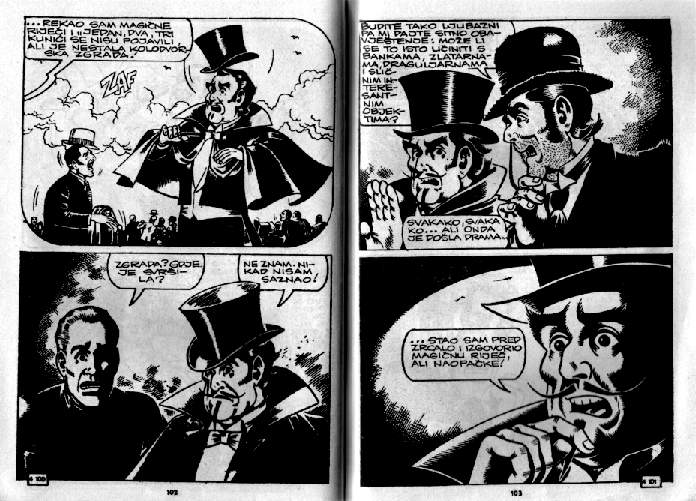 ...REKAO SAM MAGIČNE
RIJEČI I: JEDAN, DVA, TRI
KUNIĆI SE NISU POJAVILI
ALI JE NESTALA KOLODVOR-
SKA ZGRADA.
ZAF
ZGRADA? GDJE
JE SVRŠI-
LA?
NE ZNAM. NI-
KAD NISAM
SAZNAO!
102
BUDITE TAKO LJUBAZNI
PA MI DAJTE SITNO OBA-
VJEŠTENJE: MOŽE LI
SE TO ISTO UČINITI S
BANKAMA, ZLATARNA-
MA, DRAGULJARNAMA
I SLIČ-
NIM IN-
TERE-
SANT-
NIM
OBJEK-
TIMA?
SVAKAKO, SVAKA
KO... ALI ONDA
JE DOŠLA DRAMA...
...STAO SAM PRED
ZRCALO I IZGOVORIO
MAGIČNU RIJEČ,
ALI NAOPAČKE!
103